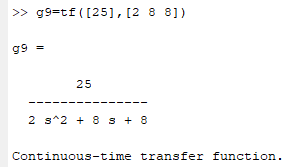 >> g9=tf([25],[2 8 8])
g9 =
25
---------------
2 s^2 + 8 s + 8
Continuous-time transfer function.